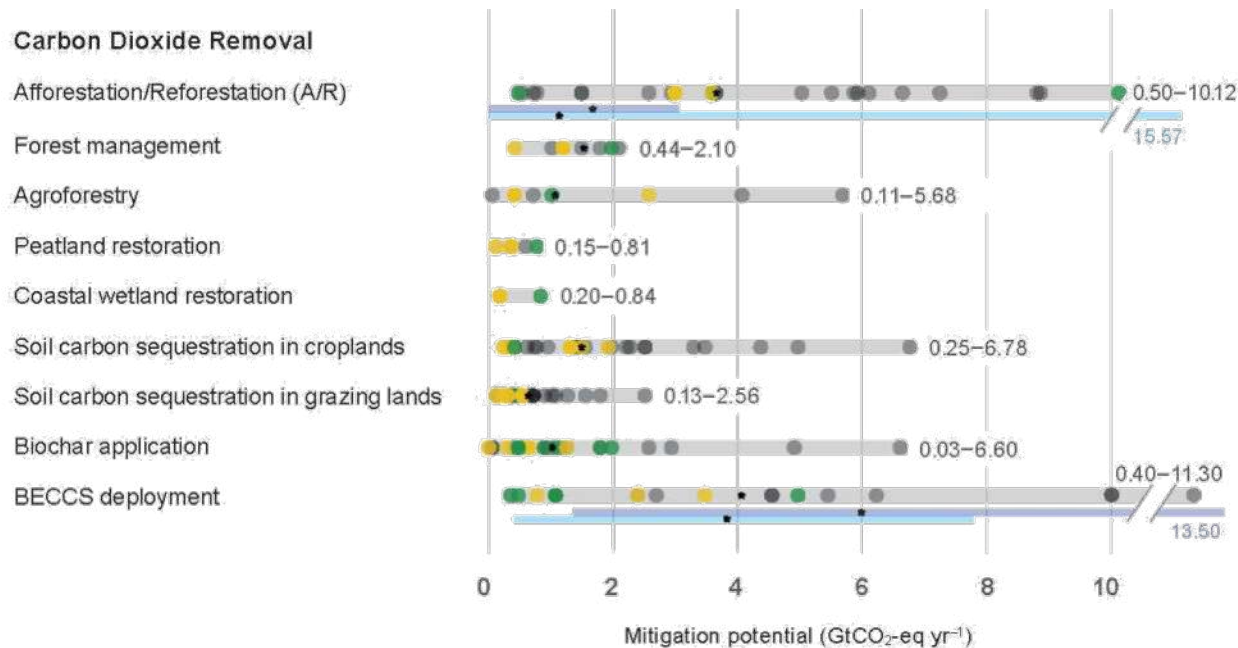 Carbon Dioxide Removal
Afforestation/Reforestation (A/R)
0.50–10.12
15.57
Forest management
0.44–2.10
Agroforestry
0.11–5.68
Peatland restoration
0.15–0.81
Coastal wetland restoration
0.20–0.84
Soil carbon sequestration in croplands
0.25–6.78
Soil carbon sequestration in grazing lands
0.13–2.56
Biochar application
0.03–6.60
BECCS deployment
0.40–11.30
13.50
0 2 4 6 8 10
Mitigation potential (GtCO₂-eq yr⁻¹)